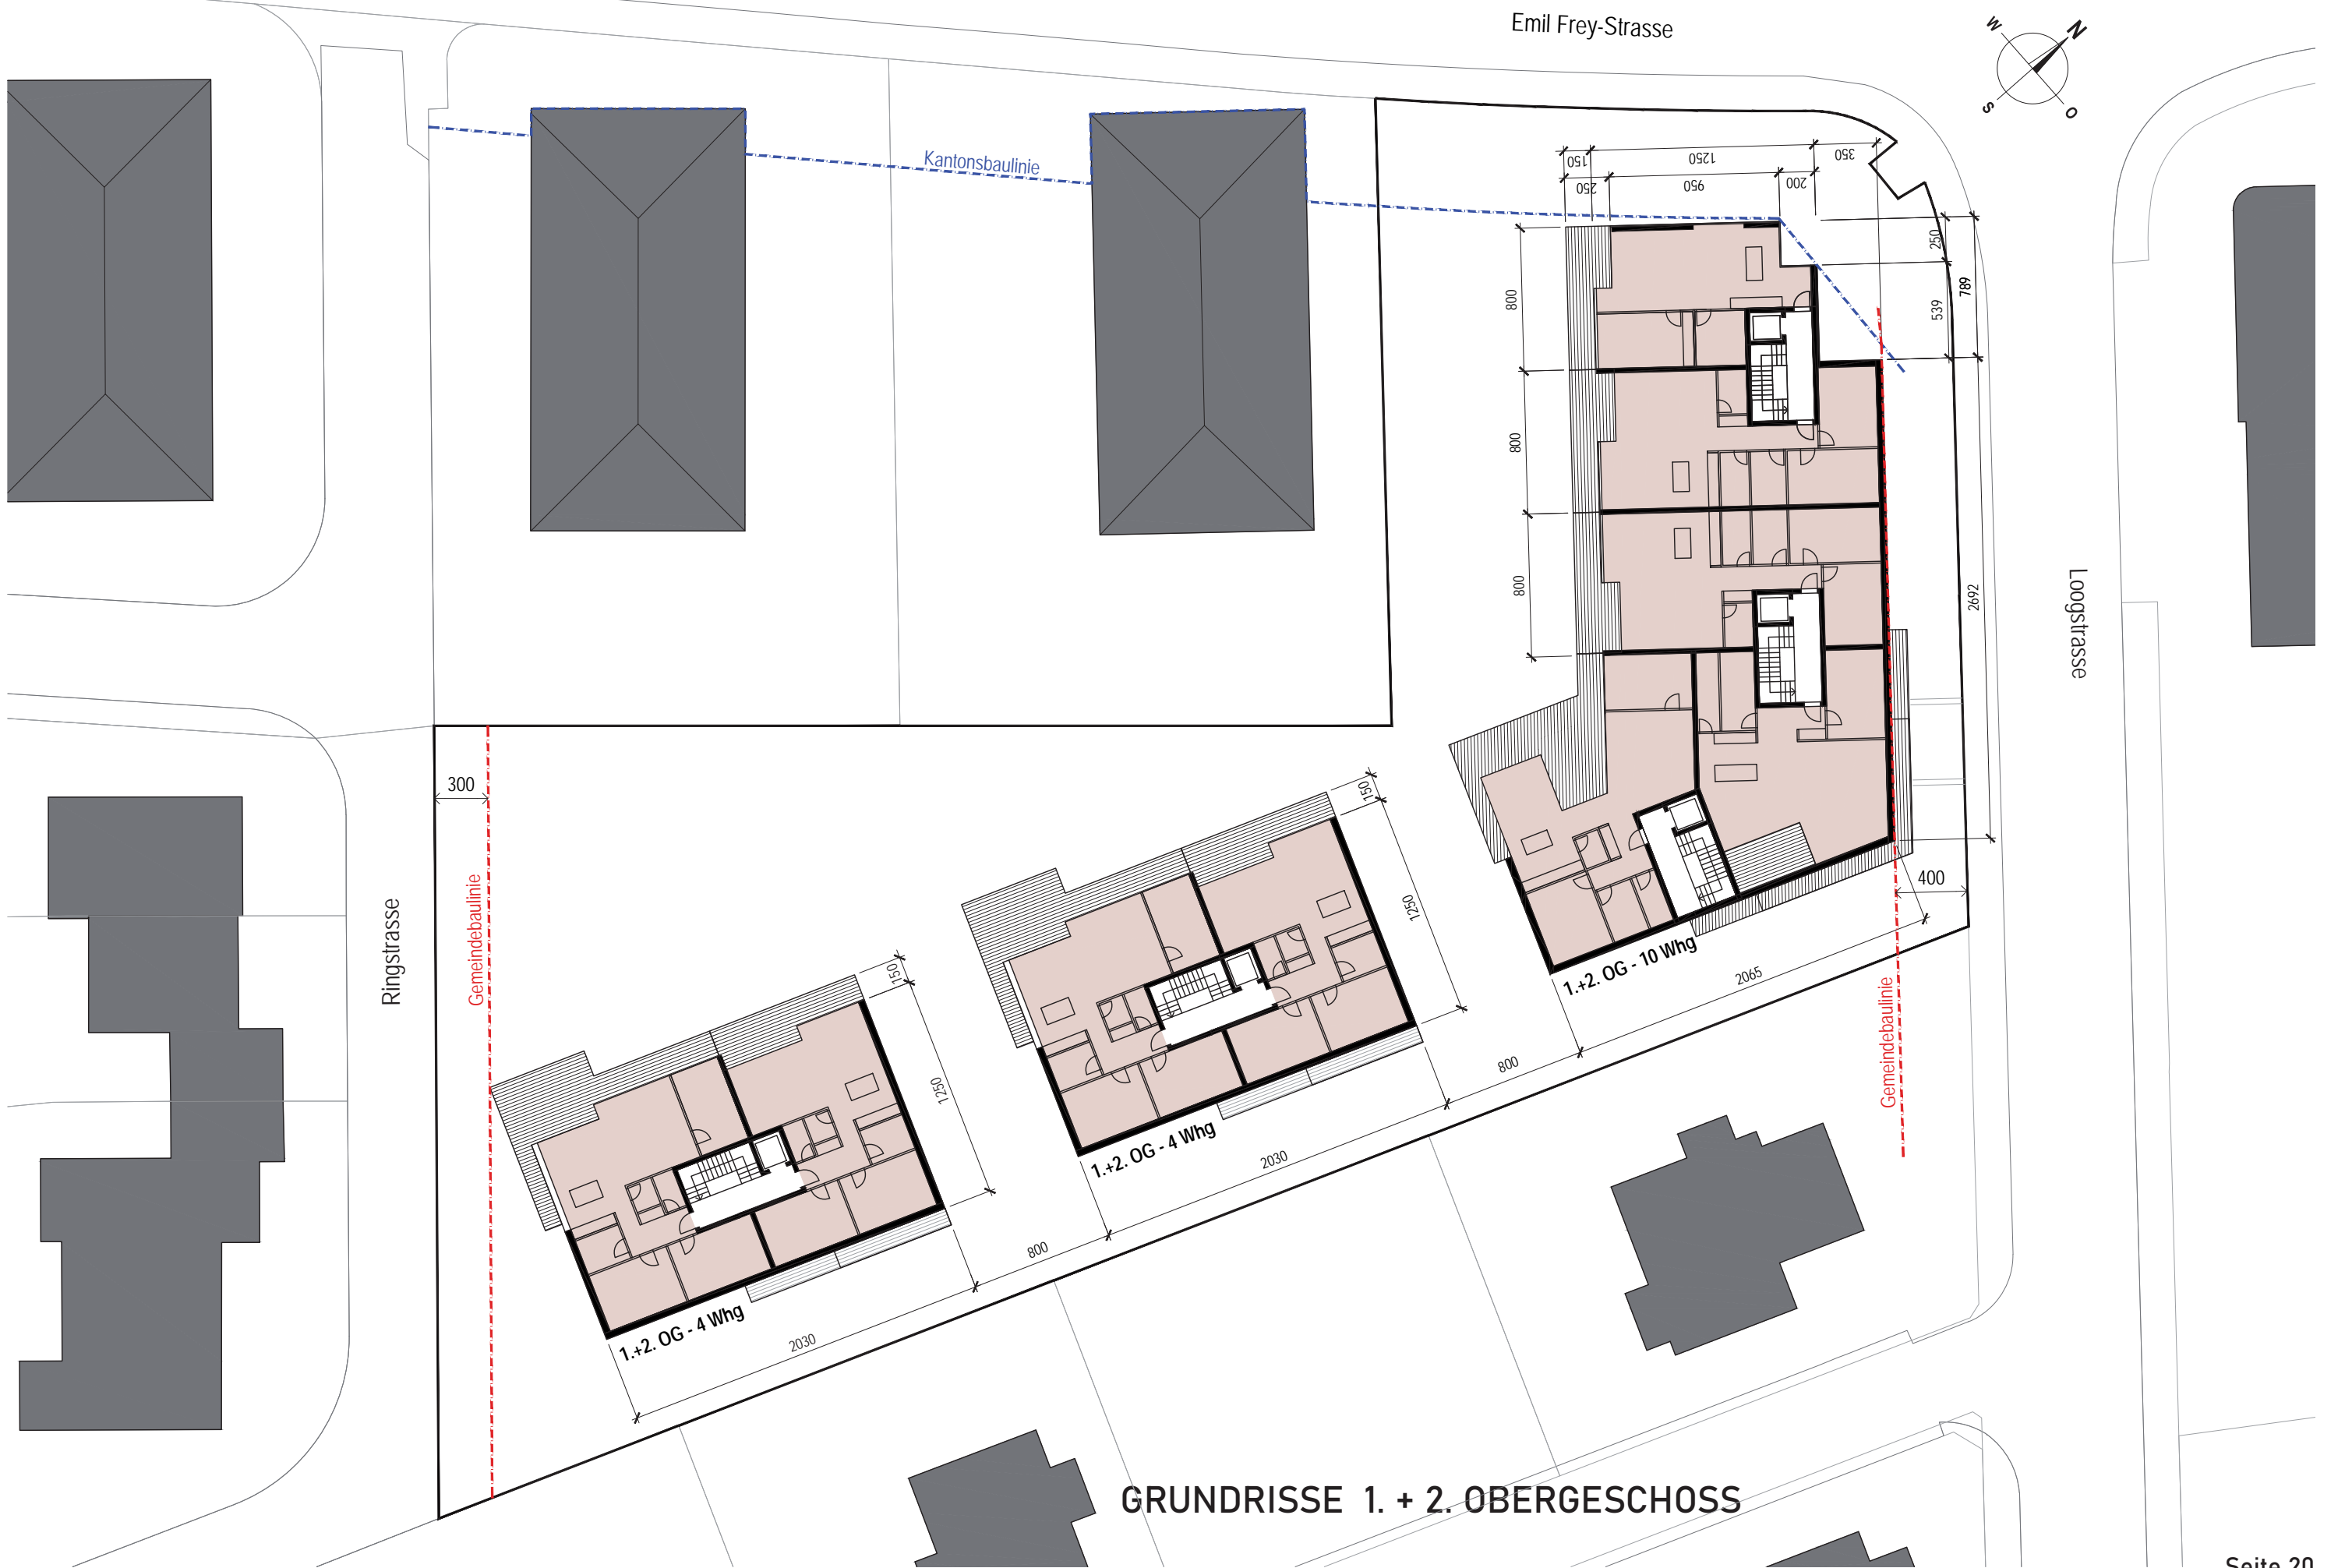 Emil Frey-Strasse
W
N
S
O
Kantonsbaulinie
150
1250
350
250
950
200
250
789
539
800
800
800
2692
Loogstrasse
300
Gemeindebaulinie
Ringstrasse
150
1250
150
1250
400
Gemeindebaulinie
1.+2. OG - 10 Whg
2065
800
1.+2. OG - 4 Whg
2030
800
1.+2. OG - 4 Whg
2030
GRUNDRISSE 1. + 2. OBERGESCHOSS
Seite 20